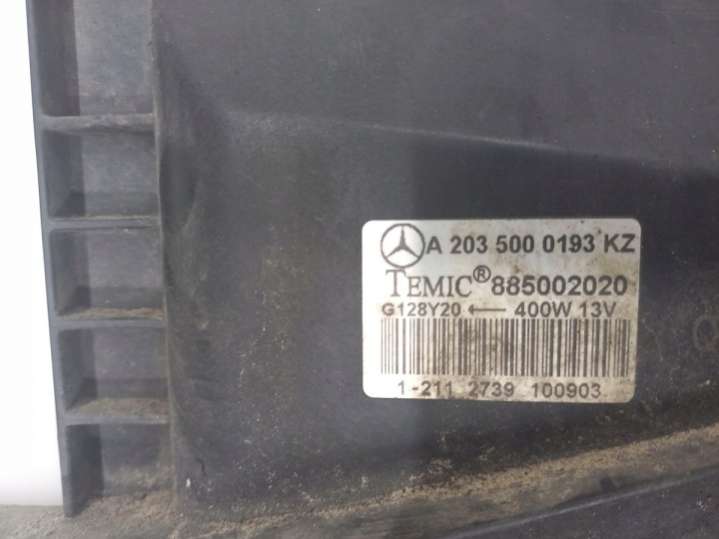 A 203 500 0193 KZ
TEMIC® 885002020
G128Y20 ← 400W 13V
1-211 2739 100903